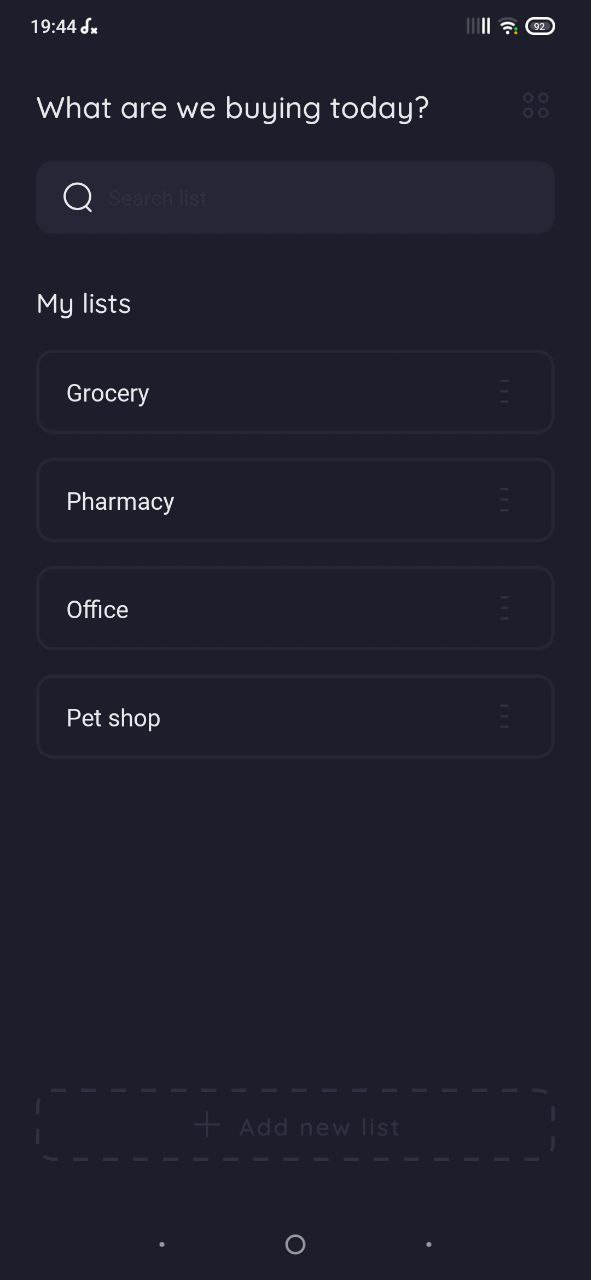 19:44
92
What are we buying today?
Search list
My lists
Grocery
Pharmacy
Office
Pet shop
Add new list